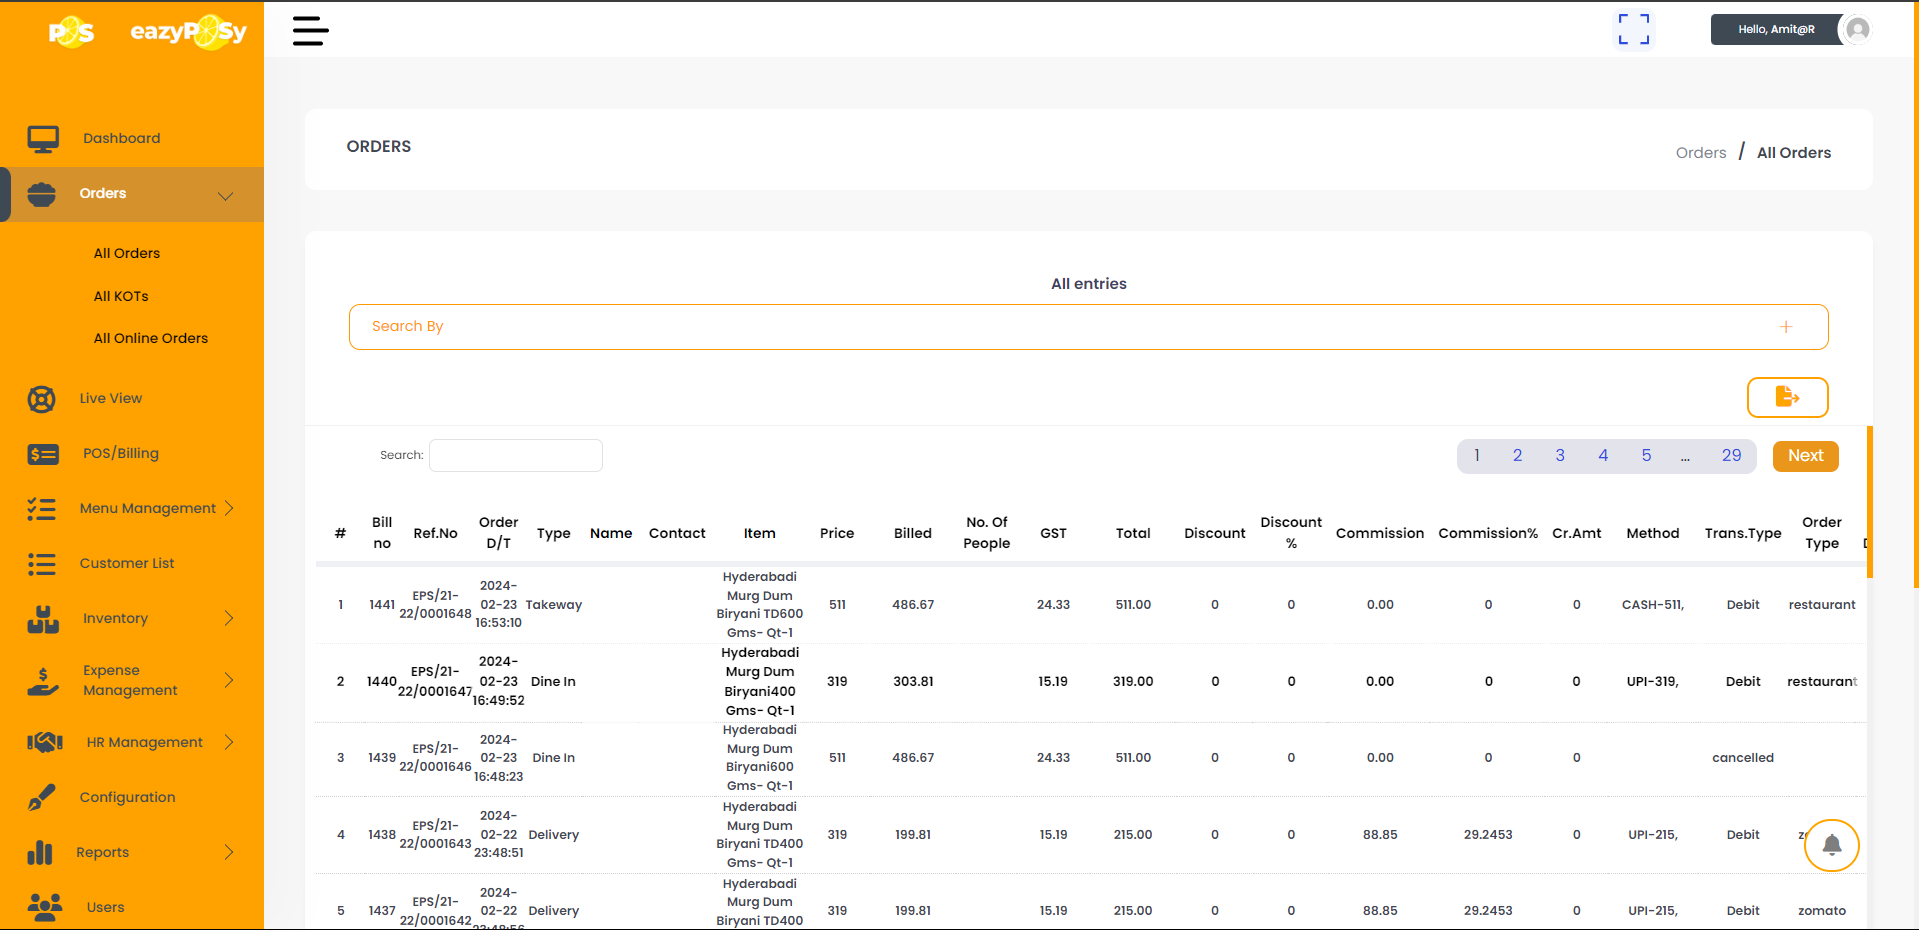 POS eazyPOSy
Hello, Amit@R
Dashboard
Orders
All Orders
All KOTs
All Online Orders
Live View
POS/Billing
Menu Management
Customer List
Inventory
Expense
Management
HR Management
Configuration
Reports
Users
ORDERS
Orders / All Orders
All entries
Search By +
Search:
1 2 3 4 5 ... 29 Next
# Bill no Ref.No Order D/T Type Name Contact Item Price Billed No. Of People GST Total Discount Discount % Commission Commission% Cr.Amt Method Trans.Type Order Type
1 1441 EPS/21-22/0001648 2024-02-23 16:53:10 Takeway Hyderabadi Murg Dum Biryani TD600 Gms- Qt-1 511 486.67 24.33 511.00 0 0 0.00 0 0 CASH-511, Debit restaurant
2 1440 EPS/21-22/0001647 2024-02-23 16:49:52 Dine In Hyderabadi Murg Dum Biryani400 Gms- Qt-1 319 303.81 15.19 319.00 0 0 0.00 0 0 UPI-319, Debit restaurant
3 1439 EPS/21-22/0001646 2024-02-23 16:48:23 Dine In Hyderabadi Murg Dum Biryani600 Gms- Qt-1 511 486.67 24.33 511.00 0 0 0.00 0 0 cancelled
4 1438 EPS/21-22/0001643 2024-02-22 23:48:51 Delivery Hyderabadi Murg Dum Biryani TD400 Gms- Qt-1 319 199.81 15.19 215.00 0 0 88.85 29.2453 0 UPI-215, Debit
5 1437 EPS/21-22/0001642 2024-02-22 Delivery Hyderabadi Murg Dum Biryani TD400 319 199.81 15.19 215.00 0 0 88.85 29.2453 0 UPI-215, Debit zomato